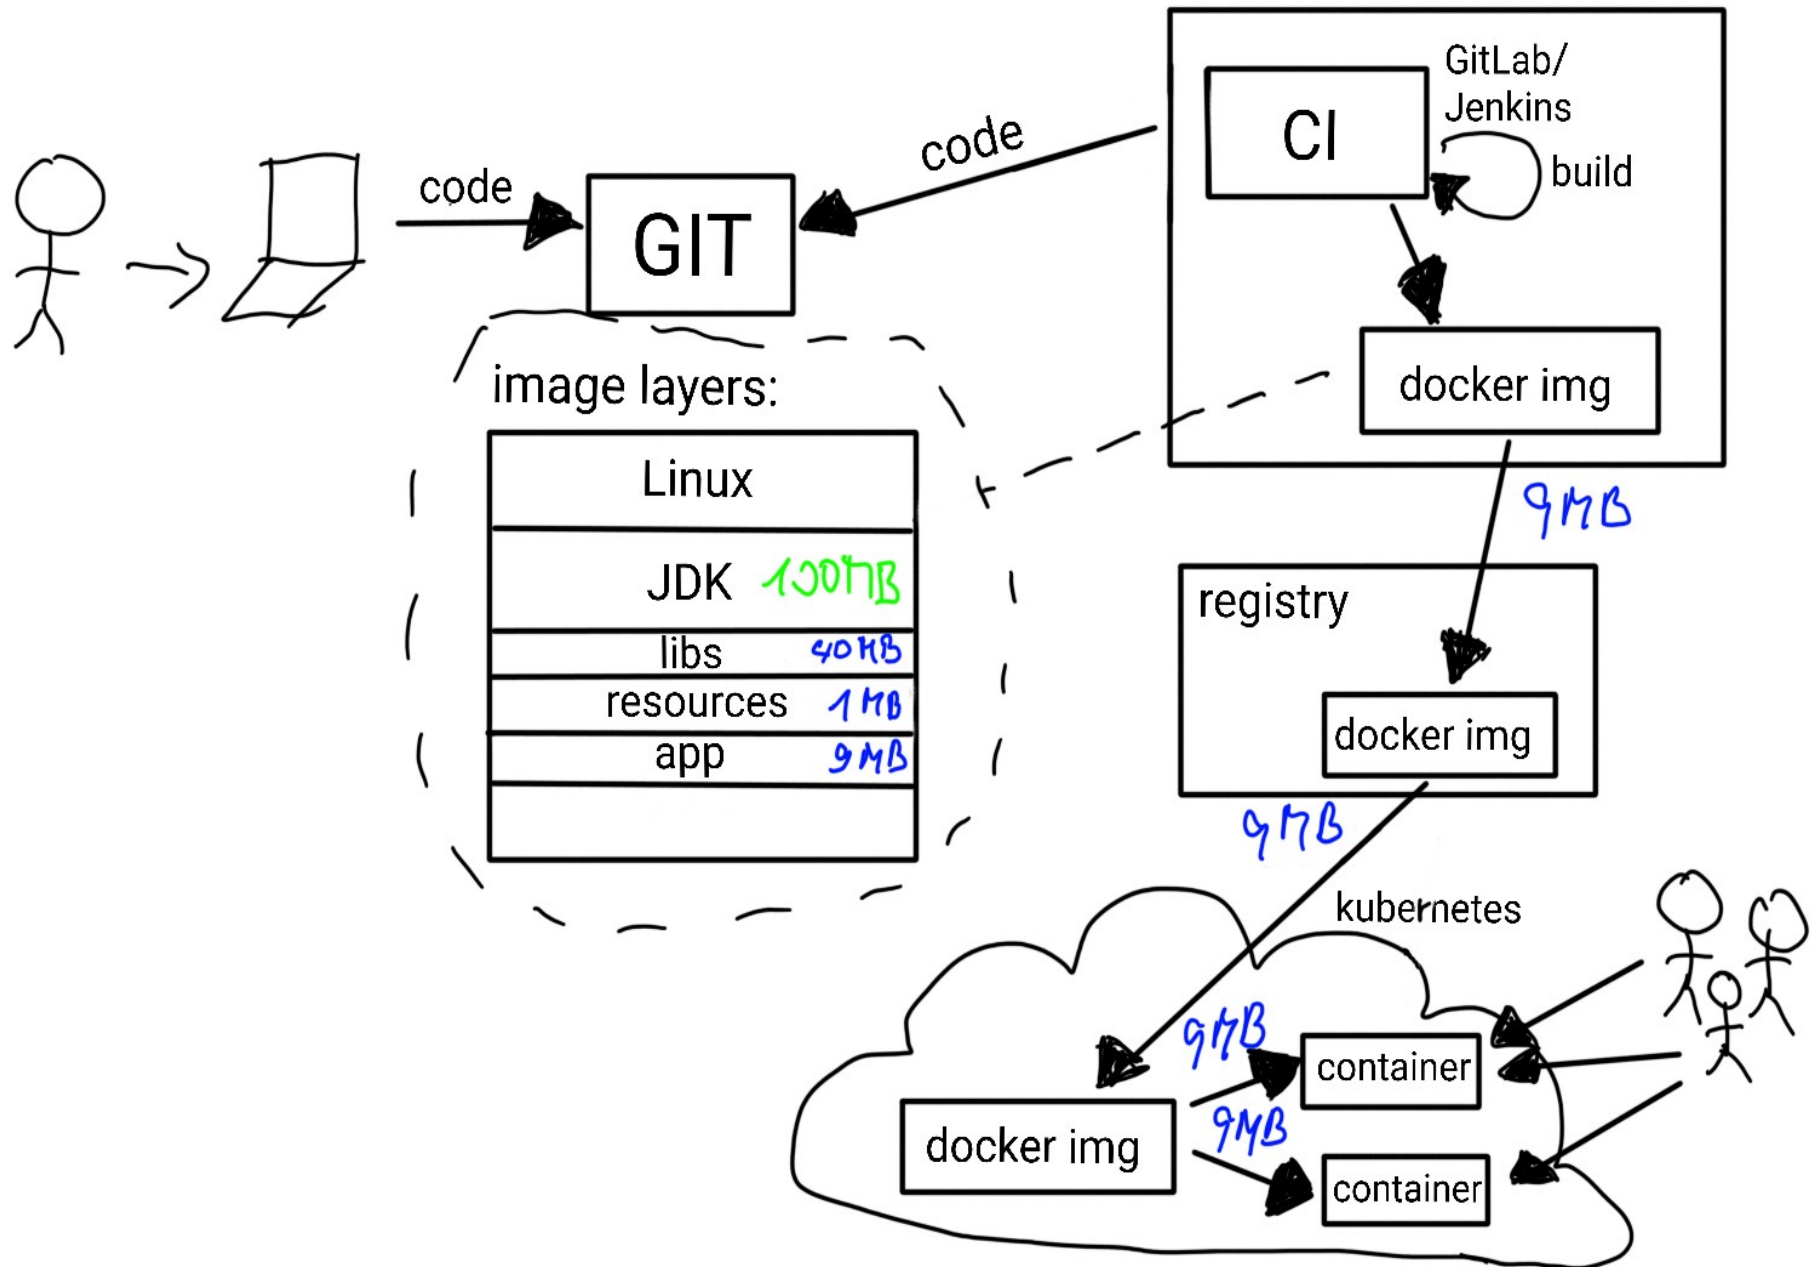 GitLab/
Jenkins
CI
build
code
code
GIT
docker img
image layers:
Linux
JDK 100MB
libs 40MB
resources 1MB
app 9MB
9MB
registry
docker img
9MB
kubernetes
9MB
container
9MB
docker img
container